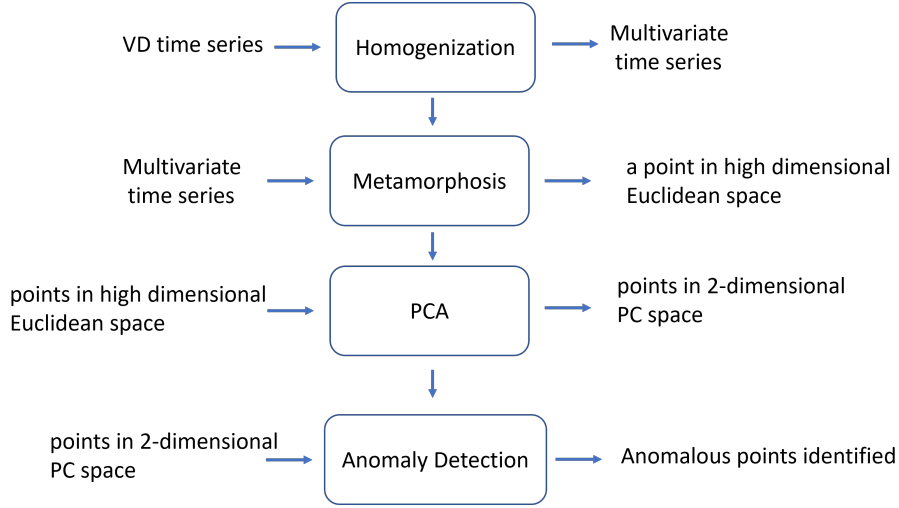 VD time series
Homogenization
Multivariate
time series
Multivariate
time series
Metamorphosis
a point in high dimensional
Euclidean space
points in high dimensional
Euclidean space
PCA
points in 2-dimensional
PC space
points in 2-dimensional
PC space
Anomaly Detection
Anomalous points identified